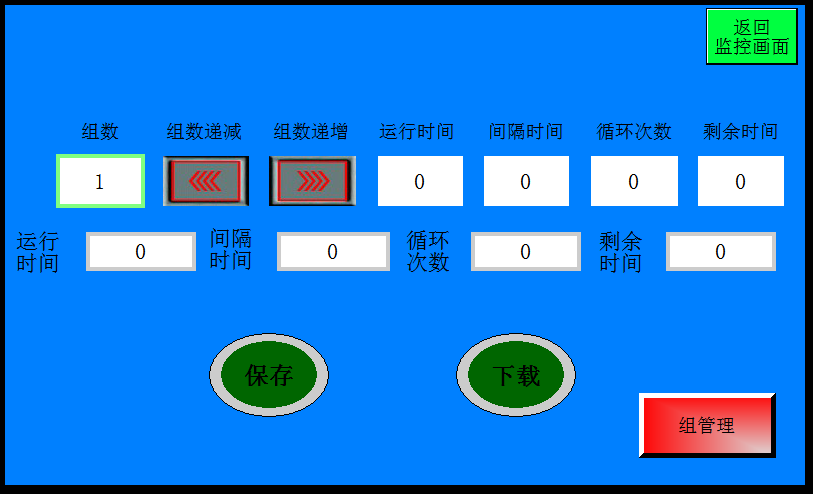 返回
监控画面
组数 组数递减 组数递增 运行时间 间隔时间 循环次数 剩余时间
1 0 0 0 0
运行
时间
0
间隔
时间
0
循环
次数
0
剩余
时间
0
保存 下载
组管理